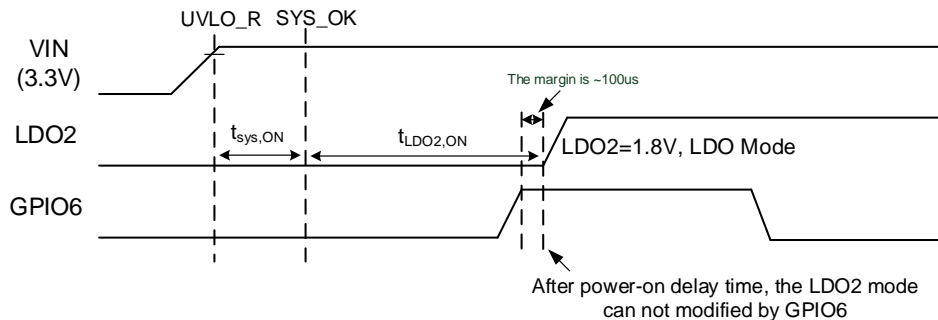 UVLO_R SYS_OK
VIN
(3.3V)
The margin is ~100us
LDO2
tsys,ON
tLDO2,ON
LDO2=1.8V, LDO Mode
GPIO6
After power-on delay time, the LDO2 mode
can not modified by GPIO6